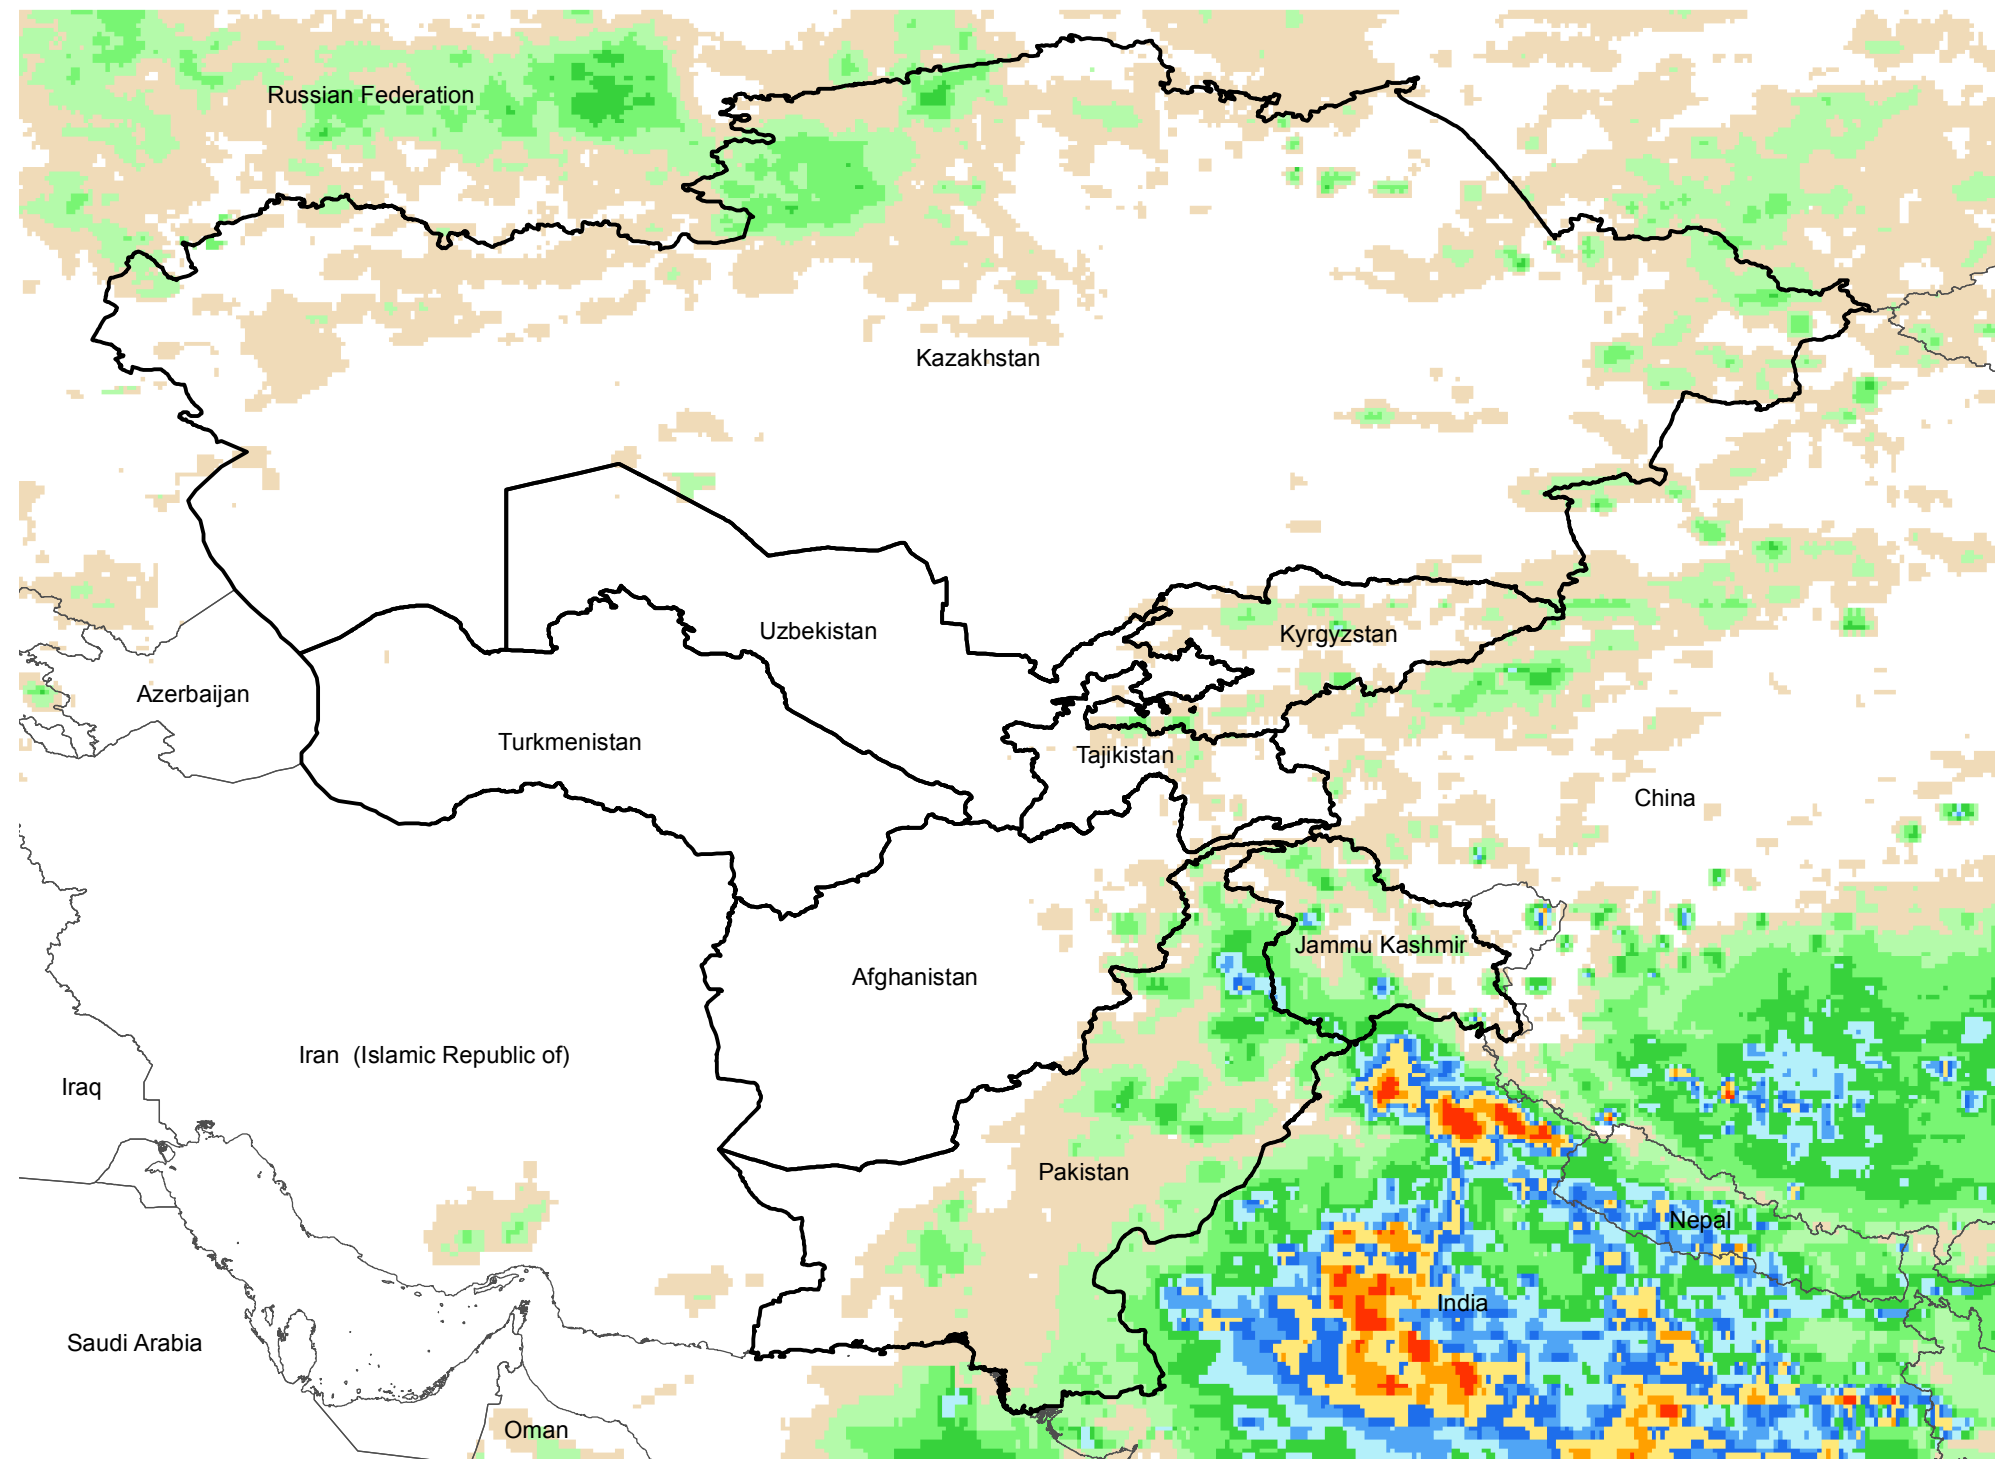 Russian Federation
Kazakhstan
Uzbekistan
Kyrgyzstan
Azerbaijan
Turkmenistan
Tajikistan
China
Jammu Kashmir
Afghanistan
Iran  (Islamic Republic of)
Iraq
Pakistan
Nepal
India
Saudi Arabia
Oman